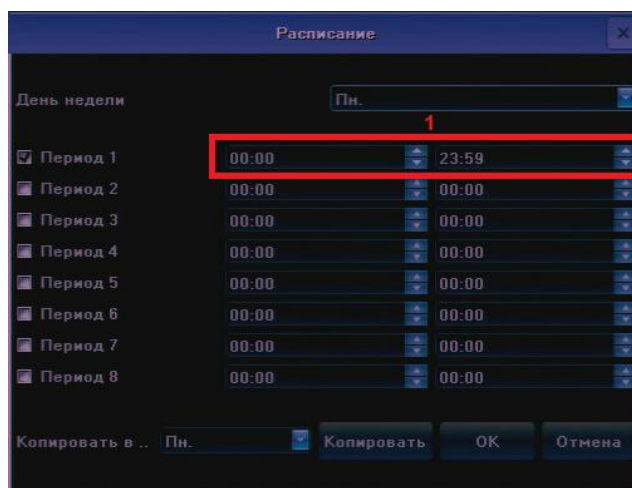 Расписание
День недели Пн.
1
Период 1 00:00 23:59
Период 2 00:00 00:00
Период 3 00:00 00:00
Период 4 00:00 00:00
Период 5 00:00 00:00
Период 6 00:00 00:00
Период 7 00:00 00:00
Период 8 00:00 00:00
Копировать в .. Пн. Копировать ОК Отмена